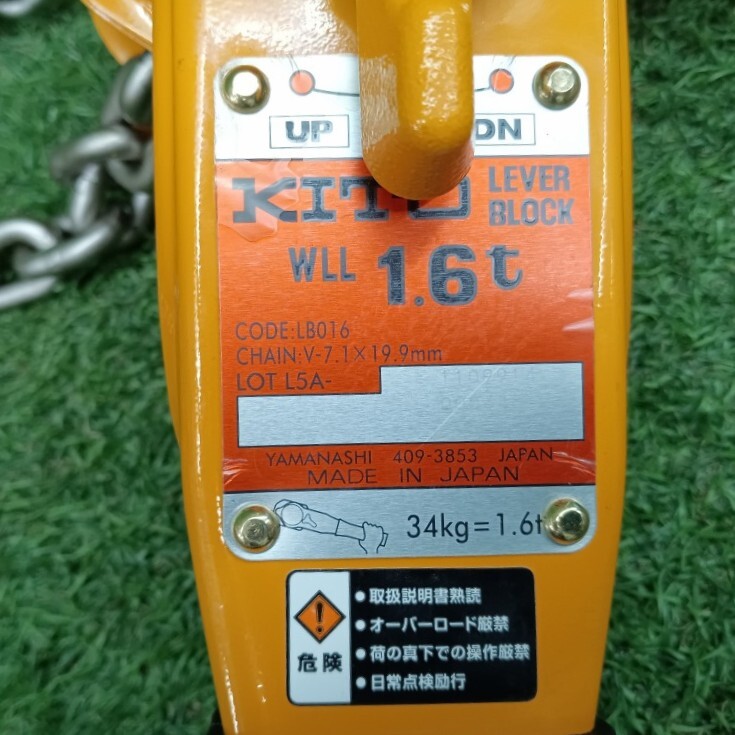 UP DN
KITO LEVER BLOCK
WLL 1.6t
CODE:LB016
CHAIN:V-7.1×19.9mm
LOT L5A-
YAMANASHI 409-3853 JAPAN
MADE IN JAPAN
34kg=1.6t
危険
●取扱説明書熟読
●オーバーロード厳禁
●荷の真下での操作厳禁
●日常点検励行